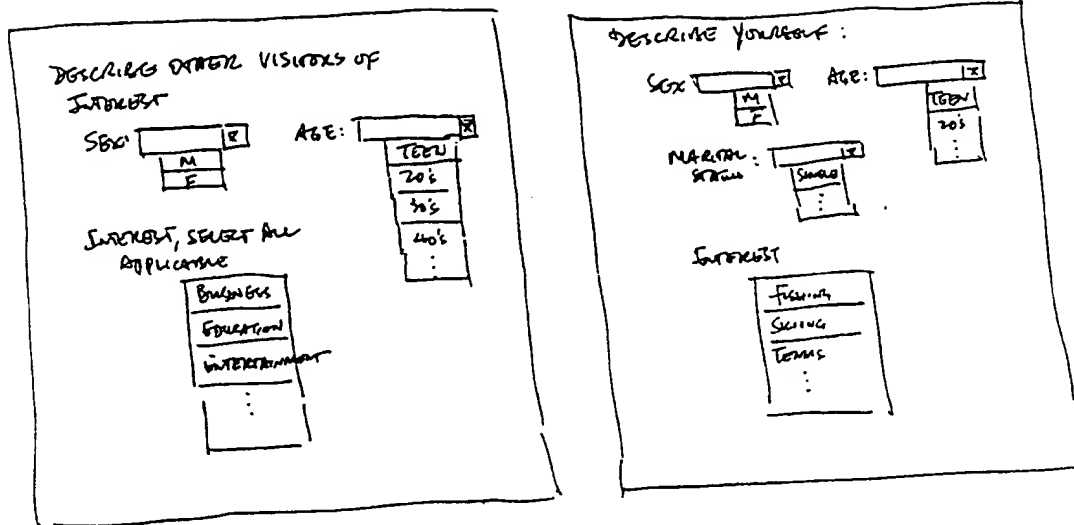 DESCRIBE OTHER VISITORS OF
INTEREST
SEX:
M
F
AGE:
TEEN
20's
30's
40's
INTEREST, SELECT ALL
APPLICABLE
BUSINESS
EDUCATION
ENTERTAINMENT
DESCRIBE YOURSELF:
SEX
M
F
AGE:
TEEN
20's
MARITAL:
STATUS
SINGLE
INTEREST
FISHING
SKIING
TENNIS